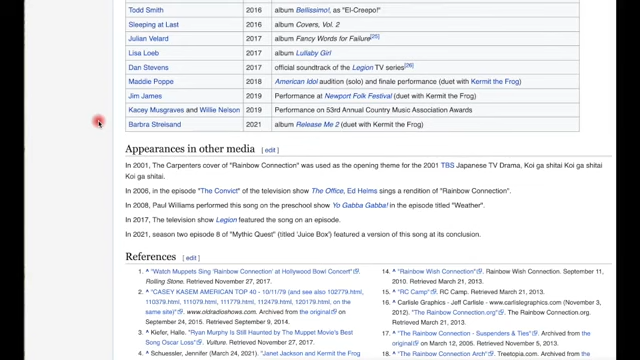 Todd Smith 2016 album Bellissimo!, as "El-Creepo!"
Sleeping at Last 2016 album Covers, Vol. 2
Julian Velard 2017 album Fancy Words for Failure[25]
Lisa Loeb 2017 album Lullaby Girl
Dan Stevens 2017 official soundtrack of the Legion TV series[26]
Maddie Poppe 2018 American Idol audition (solo) and finale performance (duet with Kermit the Frog)
Jim James 2019 Performance at Newport Folk Festival (duet with Kermit the Frog)
Kacey Musgraves and Willie Nelson 2019 Performance on 53rd Annual Country Music Association Awards
Barbra Streisand 2021 album Release Me 2 (duet with Kermit the Frog)
Appearances in other media [ edit ]
In 2001, The Carpenters cover of "Rainbow Connection" was used as the opening theme for the 2001 TBS Japanese TV Drama, Koi ga shitai Koi ga shitai
Koi ga shitai.
In 2006, in the episode "The Convict" of the television show The Office, Ed Helms sings a rendition of "Rainbow Connection".
In 2008, Paul Williams performed this song on the preschool show Yo Gabba Gabba! in the episode titled "Weather".
In 2017, The television show Legion featured the song on an episode.
In 2021, season two episode 8 of "Mythic Quest" (titled 'Juice Box') featured a version of this song at its conclusion.
References [ edit ]
1. ^ "Watch Muppets Sing 'Rainbow Connection' at Hollywood Bowl Concert".
Rolling Stone. Retrieved November 27, 2017.
2. ^ "CASEY KASEM AMERICAN TOP 40 - 10/11/79 (and see also 102779.html,
110379.html, 111079.html, 111779.html, 112479.html, 120179.html, on the
same site)". www.oldradioshows.com. Archived from the original on
September 24, 2015. Retrieved September 9, 2014.
3. ^ Kiefer, Halle. "Ryan Murphy Is Still Haunted by The Muppet Movie's Best
Song Oscar Loss". Vulture. Retrieved November 27, 2017.
4. ^ Schuessler, Jennifer (March 24, 2021). "Janet Jackson and Kermit the Frog
14. ^ "Rainbow Wish Connection". Rainbow Wish Connection. September 11,
2010. Retrieved March 21, 2013.
15. ^ "RC Camp". RC Camp. Retrieved March 21, 2013.
16. ^ Carlisle Graphics - Jeff Carlisle - www.carlislegraphics.com (November 3,
2012). "The Rainbow Connection.org". The Rainbow Connection.org.
Retrieved March 21, 2013.
17. ^ "The Rainbow Connection - Suspenders & Ties". Archived from the
original on March 12, 2005. Retrieved November 5, 2013.
18. ^ "The Rainbow Connection Arch". Treetopia.com. Archived from the